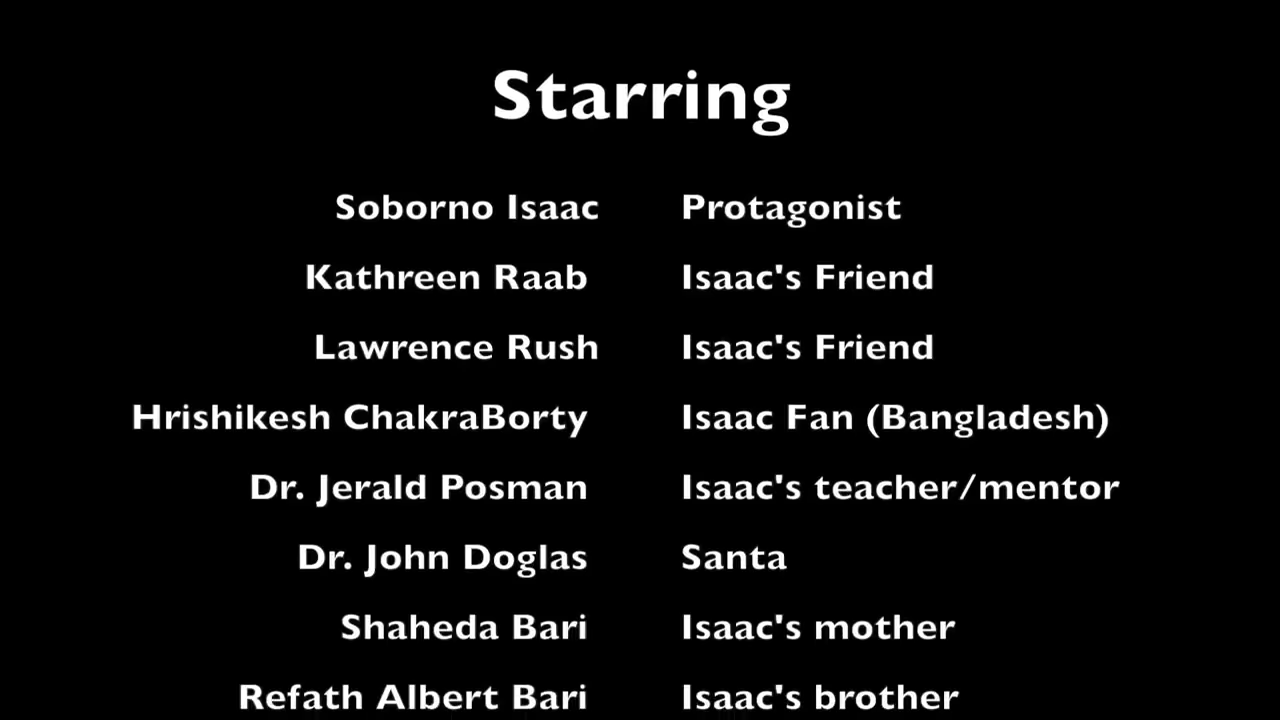 Starring
Soborno Isaac Protagonist
Kathreen Raab Isaac's Friend
Lawrence Rush Isaac's Friend
Hrishikesh ChakraBorty Isaac Fan (Bangladesh)
Dr. Jerald Posman Isaac's teacher/mentor
Dr. John Doglas Santa
Shaheda Bari Isaac's mother
Refath Albert Bari Isaac's brother